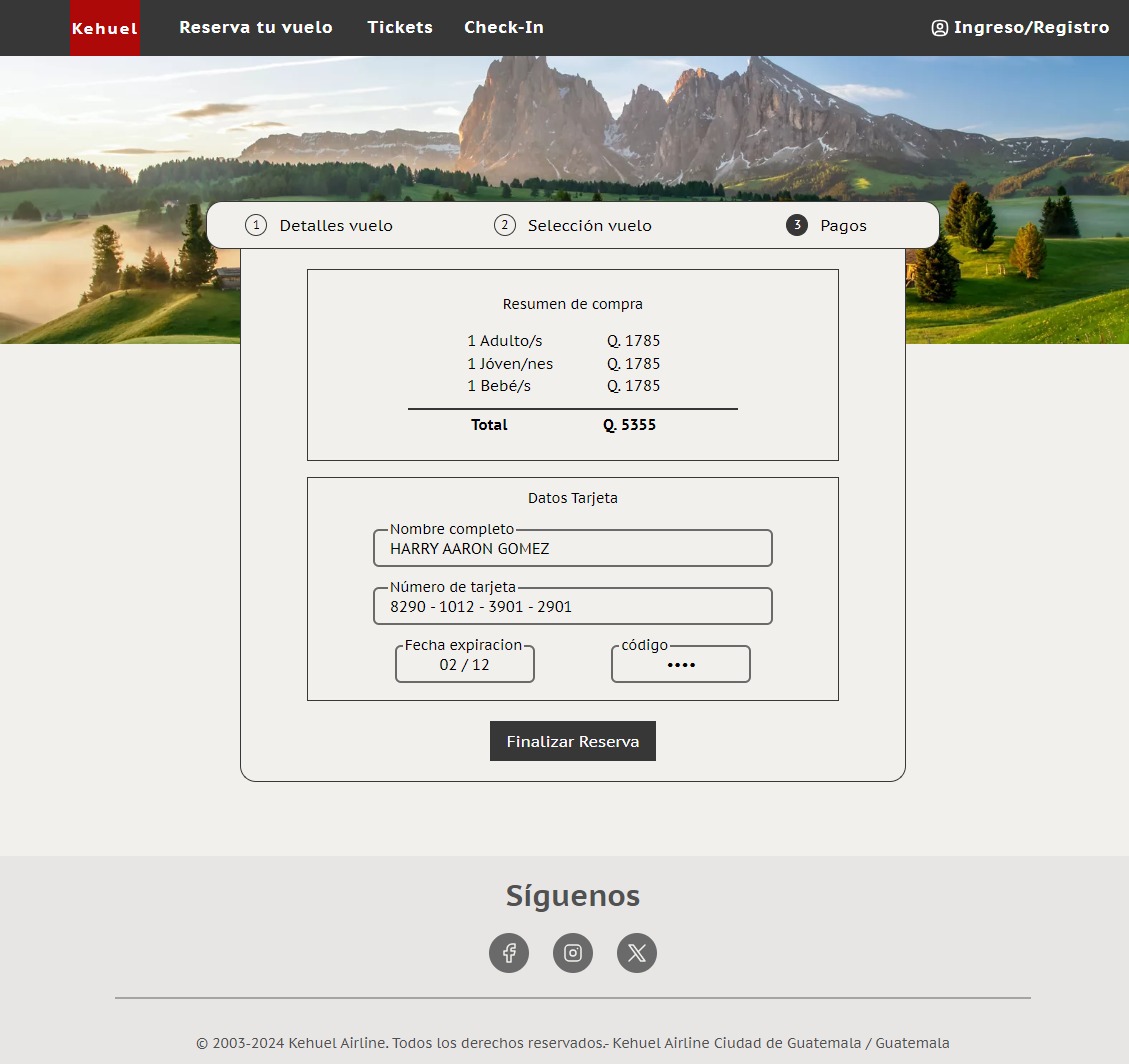 Kehuel Reserva tu vuelo Tickets Check-In Ingreso/Registro
1 Detalles vuelo 2 Selección vuelo 3 Pagos
Resumen de compra
1 Adulto/s Q. 1785
1 Jóven/nes Q. 1785
1 Bebé/s Q. 1785
Total Q. 5355
Datos Tarjeta
Nombre completo
HARRY AARON GOMEZ
Número de tarjeta
8290 - 1012 - 3901 - 2901
Fecha expiracion código
02 / 12 ••••
Finalizar Reserva
Síguenos
© 2003-2024 Kehuel Airline. Todos los derechos reservados.- Kehuel Airline Ciudad de Guatemala / Guatemala